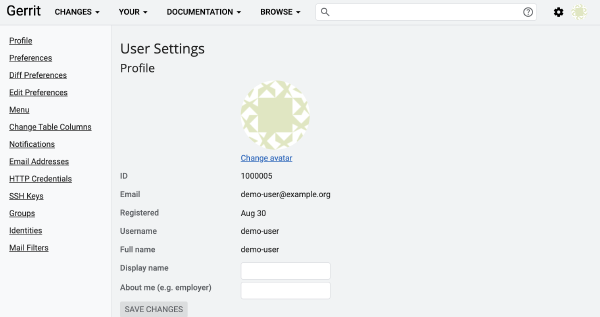 Gerrit CHANGES YOUR DOCUMENTATION BROWSE
Profile
Preferences
Diff Preferences
Edit Preferences
Menu
Change Table Columns
Notifications
Email Addresses
HTTP Credentials
SSH Keys
Groups
Identities
Mail Filters
User Settings
Profile
Change avatar
ID 1000005
Email demo-user@example.org
Registered Aug 30
Username demo-user
Full name demo-user
Display name
About me (e.g. employer)
SAVE CHANGES